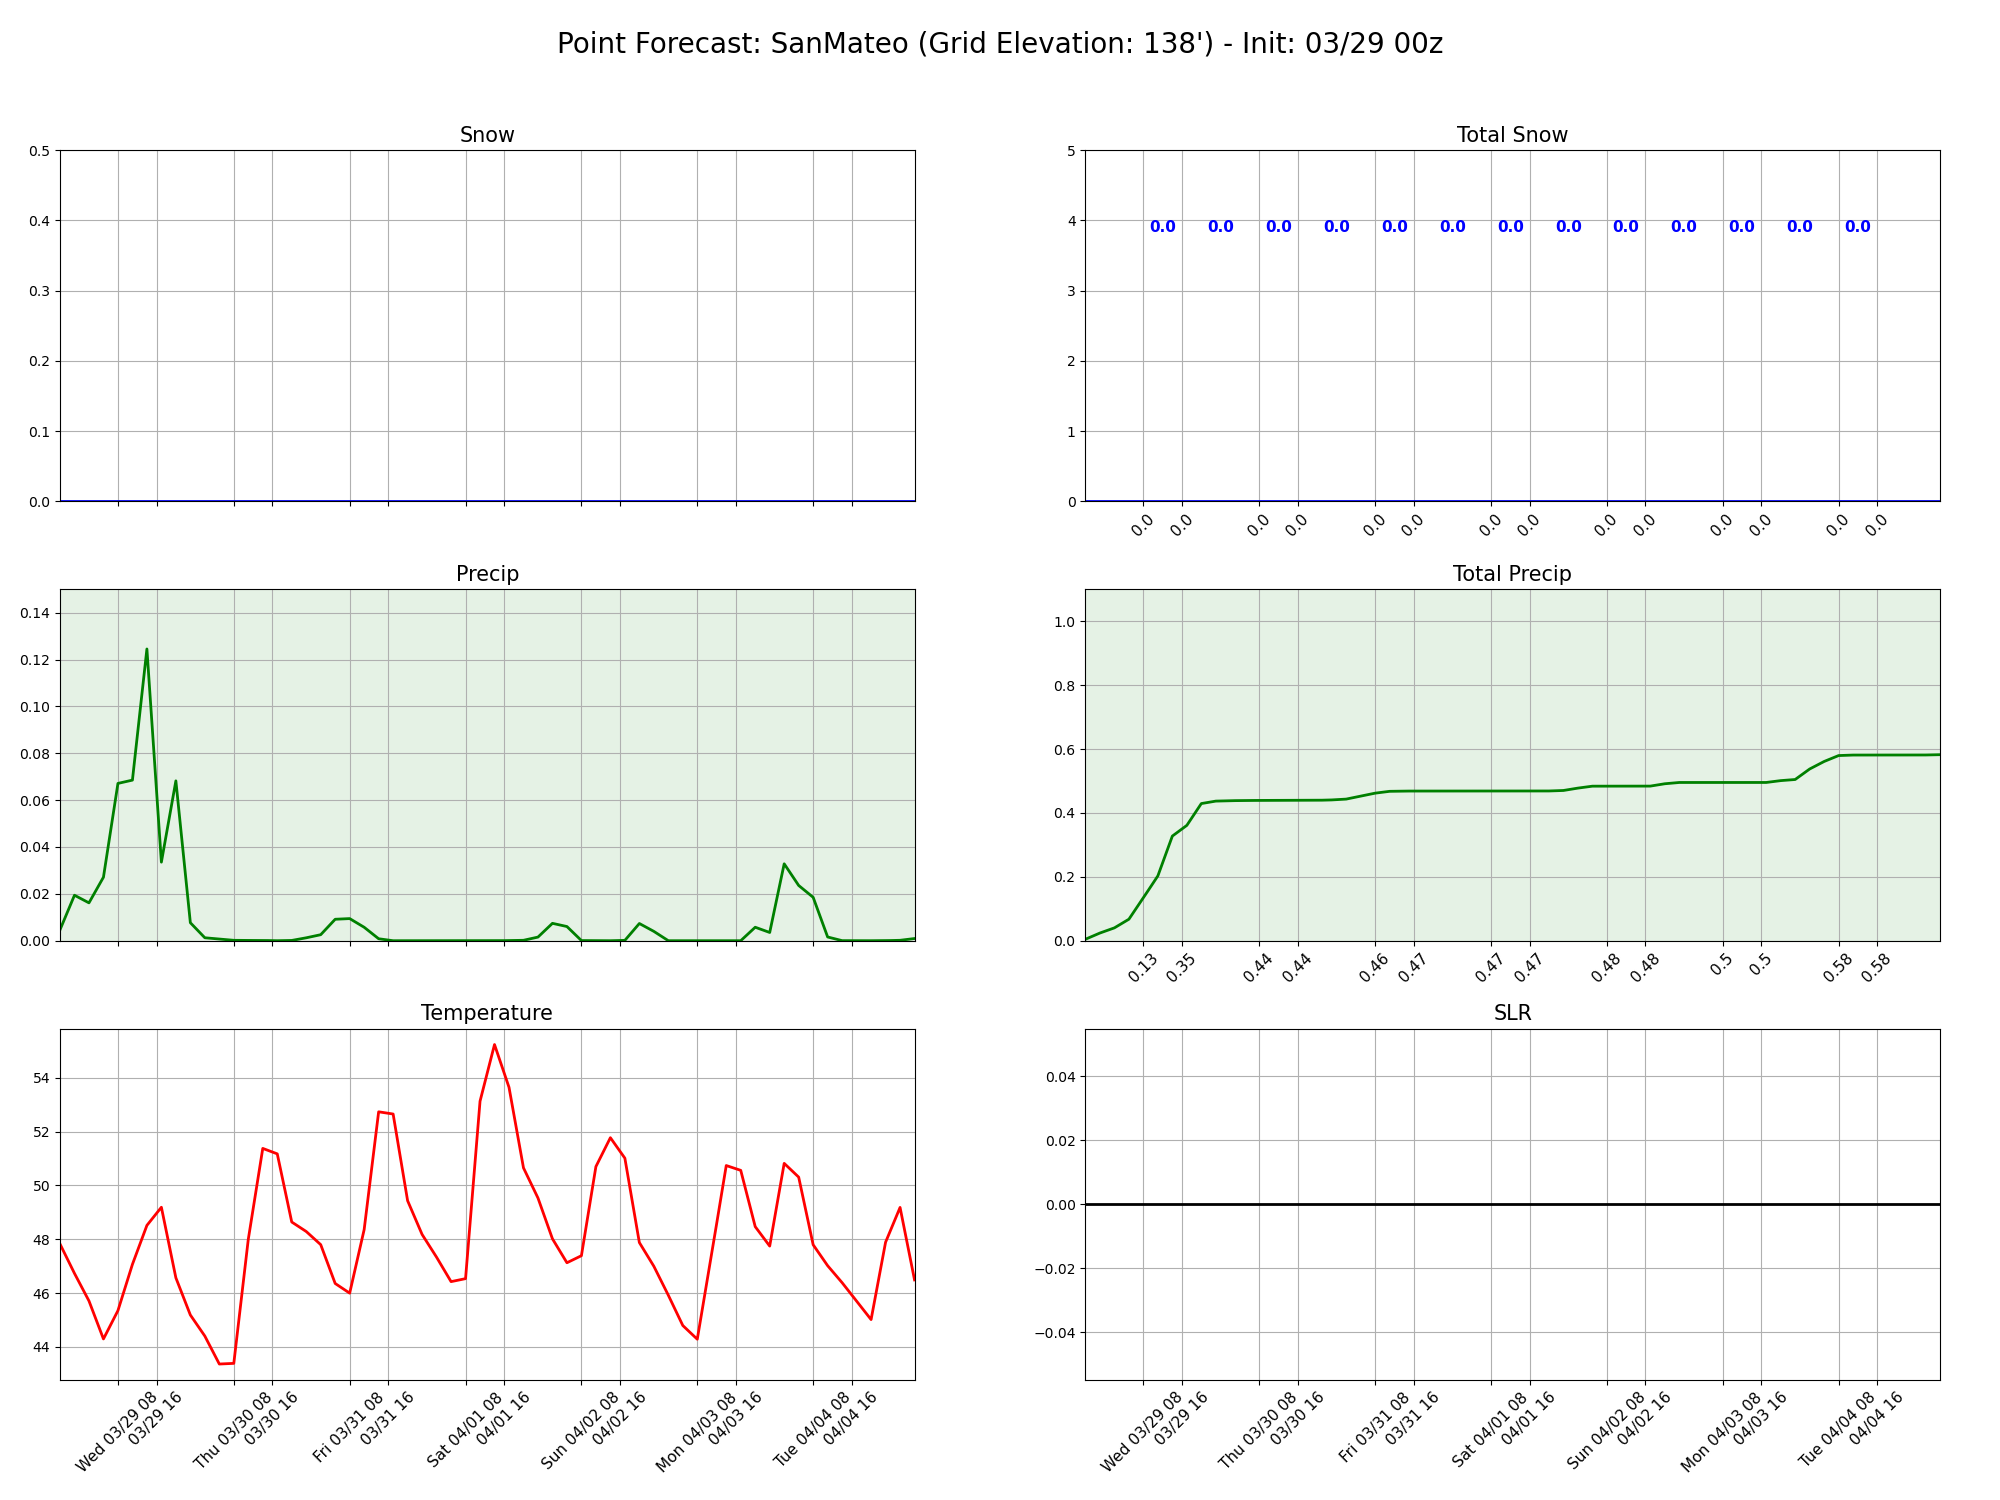 Point Forecast: SanMateo (Grid Elevation: 138') - Init: 03/29 00z
Snow
0.5
0.4
0.3
0.2
0.1
0.0
Total Snow
5
4
3
2
1
0
0.0 0.0 0.0 0.0 0.0 0.0 0.0 0.0 0.0 0.0 0.0 0.0 0.0
0.0 0.0 0.0 0.0 0.0 0.0 0.0 0.0 0.0 0.0 0.0 0.0 0.0 0.0
Precip
0.14
0.12
0.10
0.08
0.06
0.04
0.02
0.00
Total Precip
1.0
0.8
0.6
0.4
0.2
0.0
0.13 0.35 0.44 0.44 0.46 0.47 0.47 0.47 0.48 0.48 0.5 0.5 0.58 0.58
Temperature
54
52
50
48
46
44
Wed 03/29 08
03/29 16
Thu 03/30 08
03/30 16
Fri 03/31 08
03/31 16
Sat 04/01 08
04/01 16
Sun 04/02 08
04/02 16
Mon 04/03 08
04/03 16
Tue 04/04 08
04/04 16
SLR
0.04
0.02
0.00
−0.02
−0.04
Wed 03/29 08
03/29 16
Thu 03/30 08
03/30 16
Fri 03/31 08
03/31 16
Sat 04/01 08
04/01 16
Sun 04/02 08
04/02 16
Mon 04/03 08
04/03 16
Tue 04/04 08
04/04 16